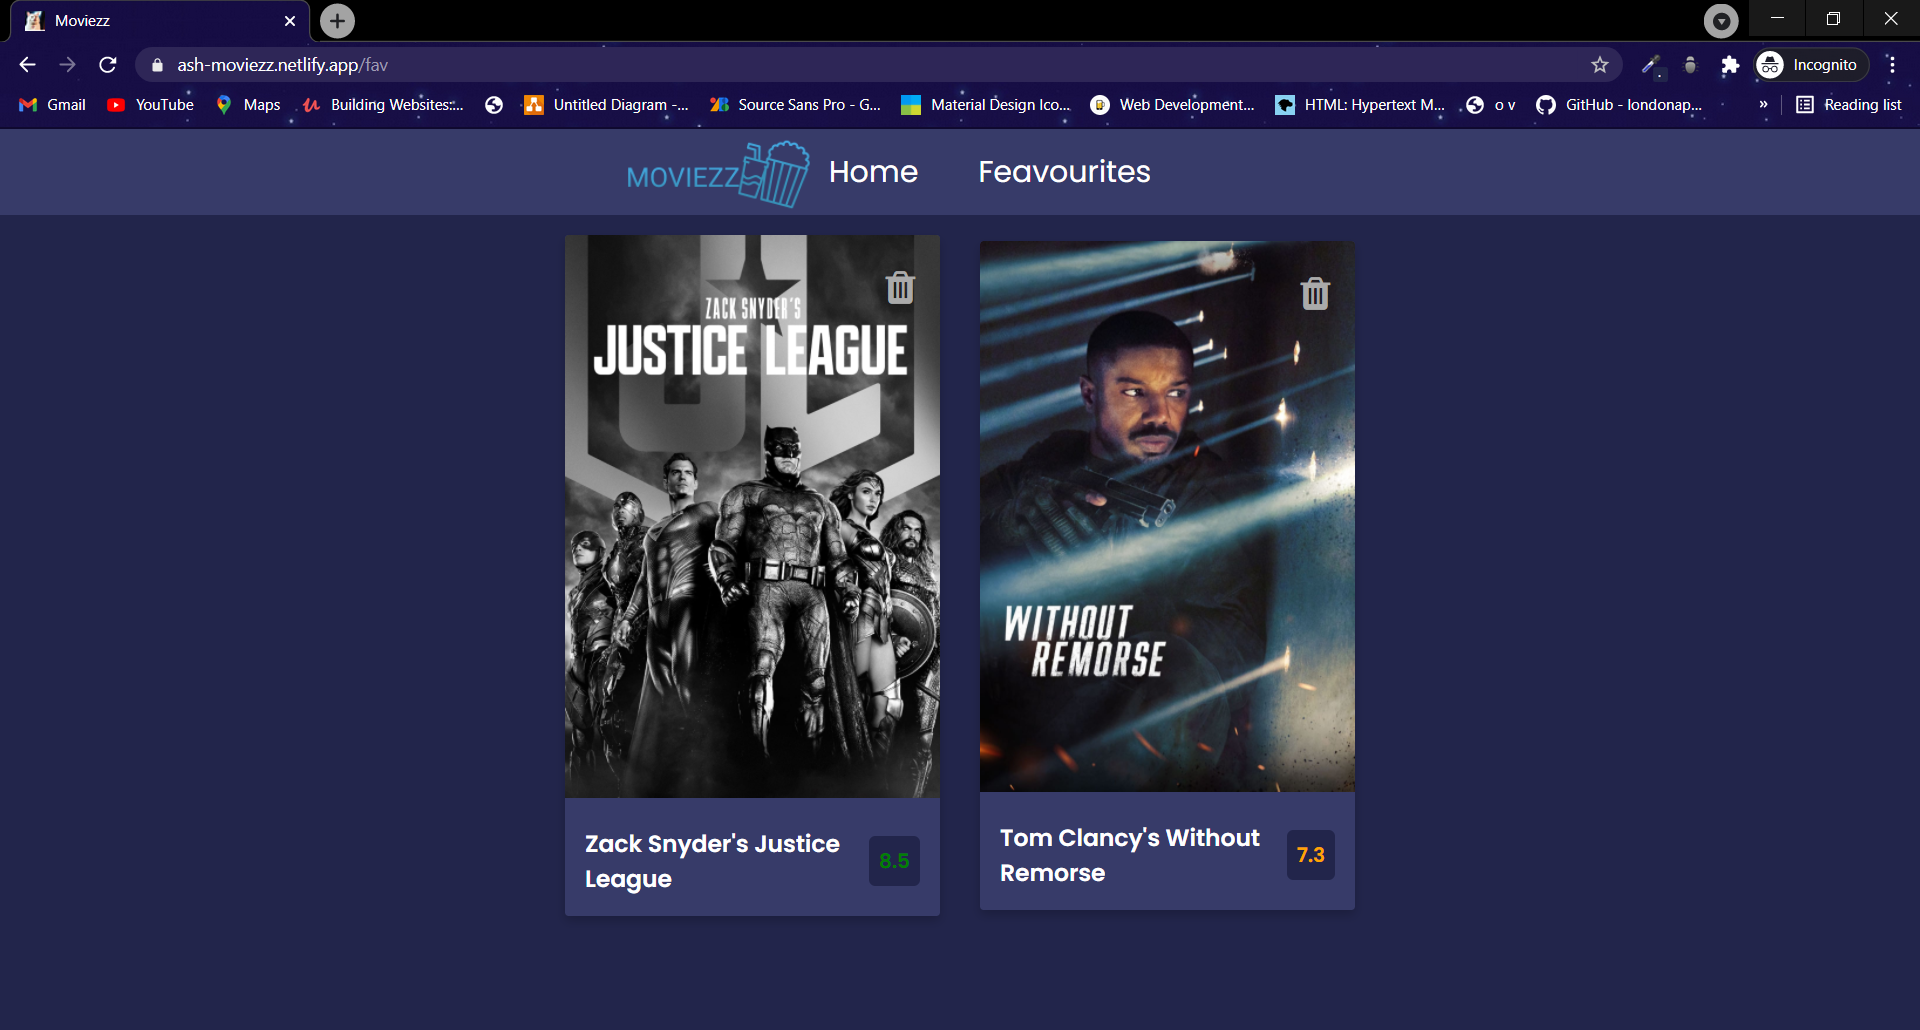 Moviezz
ash-moviezz.netlify.app/fav
Incognito
Gmail YouTube Maps Building Websites:... Untitled Diagram -... Source Sans Pro - G... Material Design Ico... Web Development... HTML: Hypertext M... o v GitHub - londonap... » Reading list
MOVIEZZ Home Feavourites
ZACK SNYDER'S
JUSTICE LEAGUE
Zack Snyder's Justice
League
8.5
WITHOUT
REMORSE
Tom Clancy's Without
Remorse
7.3